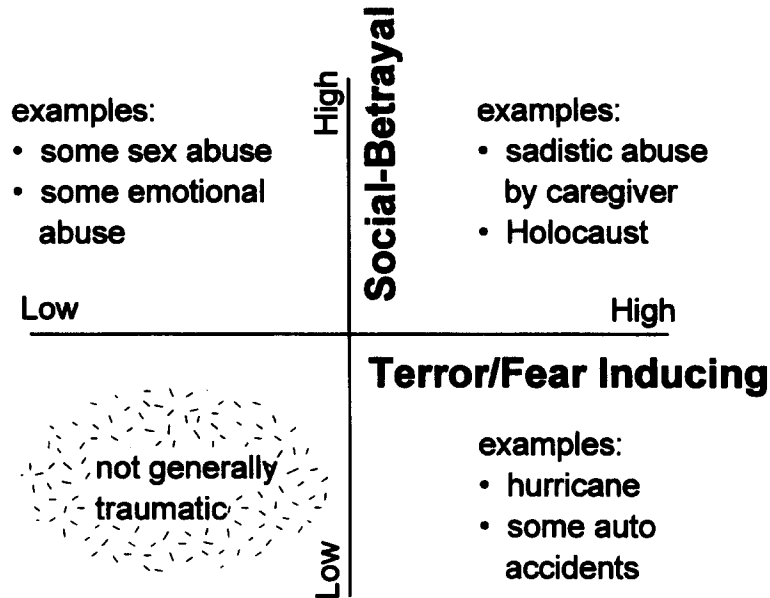 Social-Betrayal
High
examples:
• some sex abuse
• some emotional
abuse
examples:
• sadistic abuse
by caregiver
• Holocaust
Low
High
Terror/Fear Inducing
not generally
traumatic
examples:
• hurricane
• some auto
accidents
Low